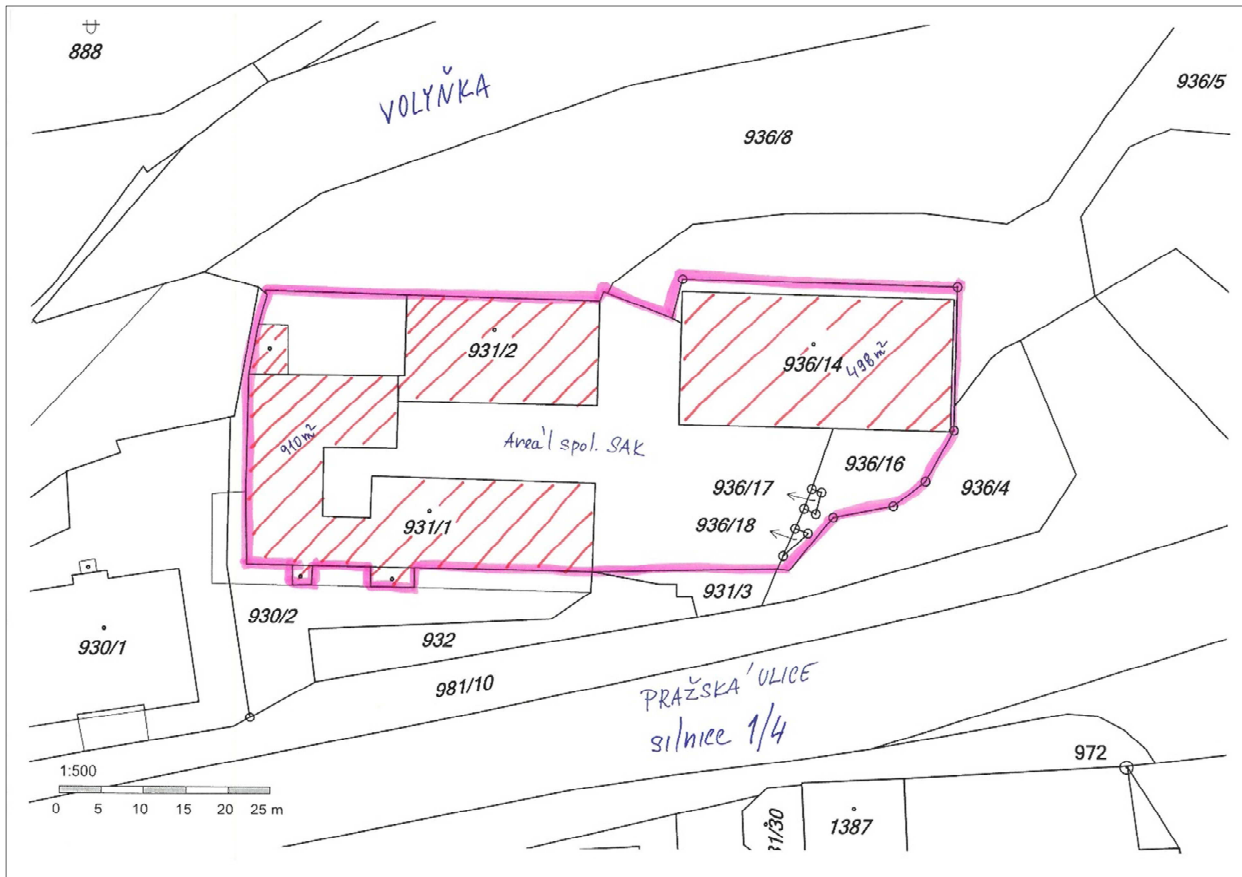 888
VOLYŇKA
936/5
936/8
931/2
936/14
498 m²
910 m²
Areál spol. SAK
936/16
936/17
936/4
936/18
931/1
931/3
930/2
930/1
932
981/10
PRAŽSKÁ ULICE
silnice 1/4
972
1:500
0 5 10 15 20 25 m
31/30
1387